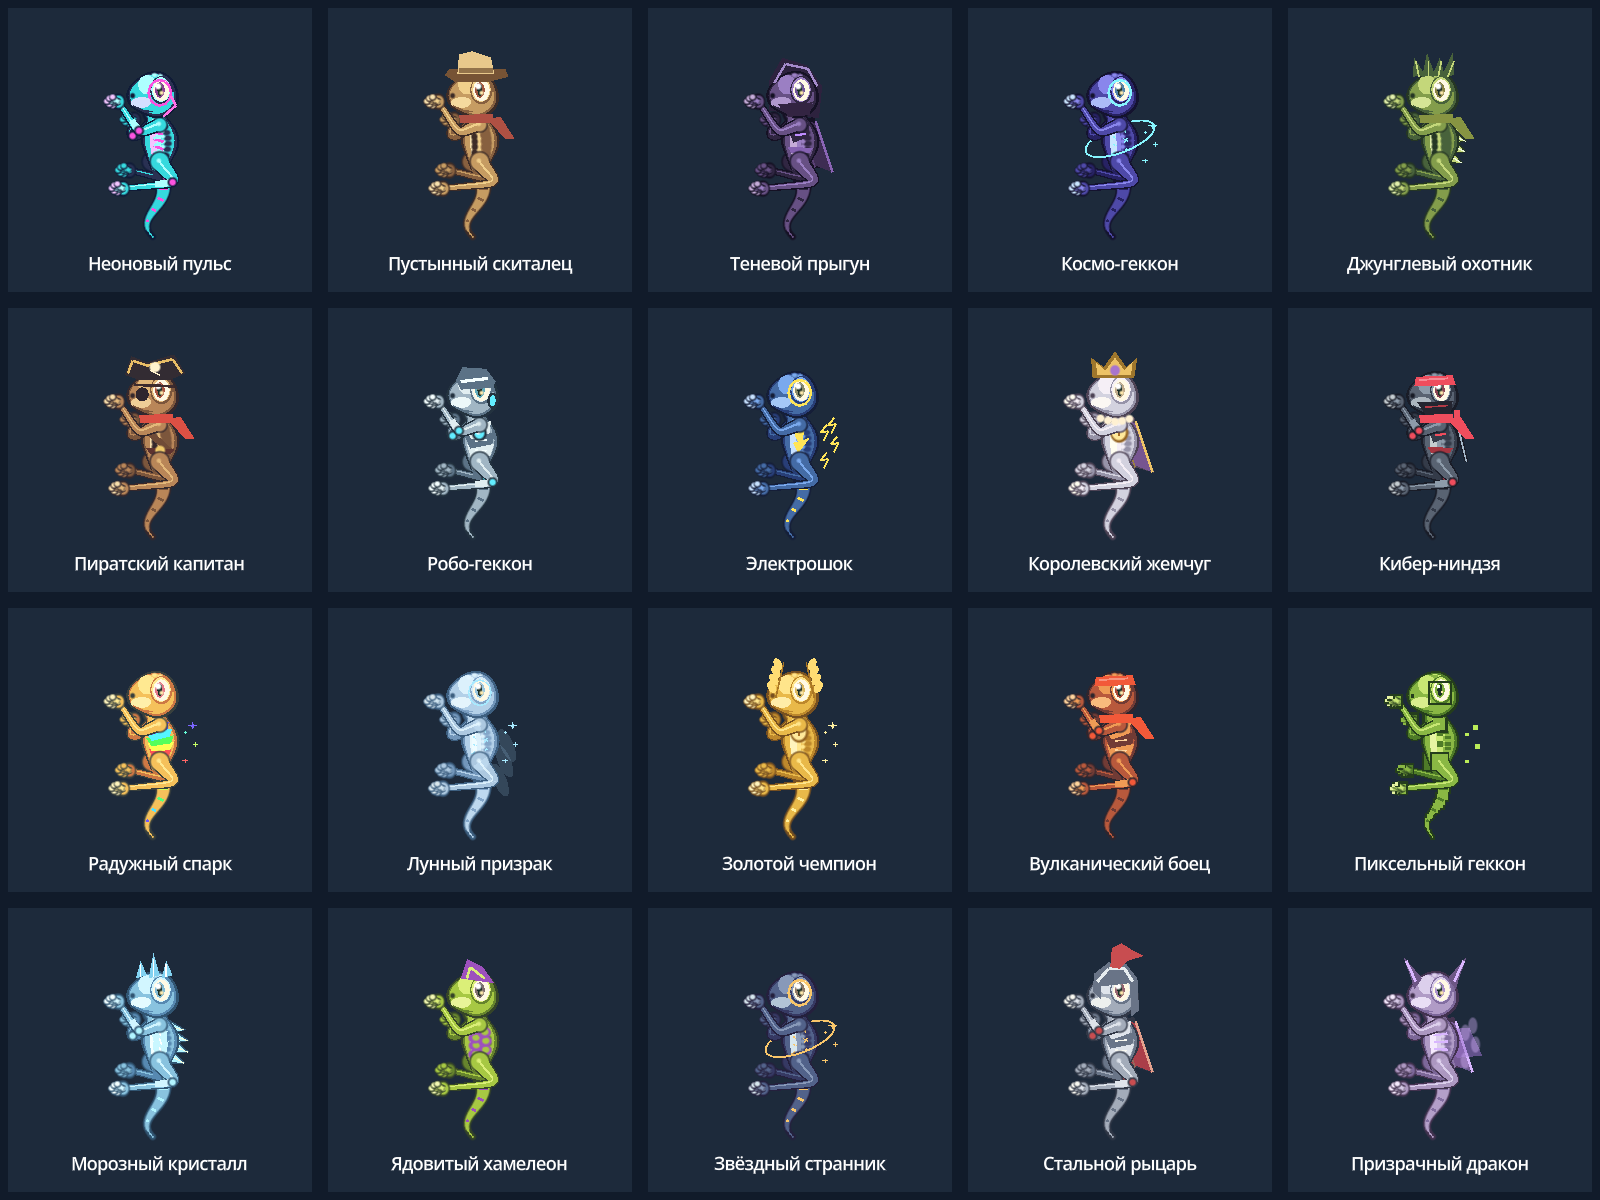 Неоновый пульс
Пустынный скиталец
Теневой прыгун
Космо-геккон
Джунглевый охотник
Пиратский капитан
Робо-геккон
Электрошок
Королевский жемчуг
Кибер-ниндзя
Радужный спарк
Лунный призрак
Золотой чемпион
Вулканический боец
Пиксельный геккон
Морозный кристалл
Ядовитый хамелеон
Звёздный странник
Стальной рыцарь
Призрачный дракон